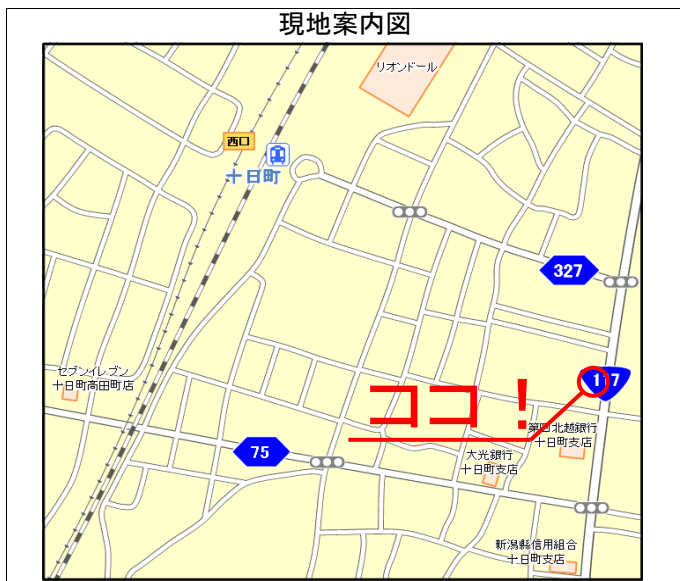 現地案内図
リオンドール
西口
十日町
327
セブンイレブン
十日町高田町店
ココ！
117
75
第四北越銀行
十日町支店
大光銀行
十日町支店
新潟縣信用組合
十日町支店